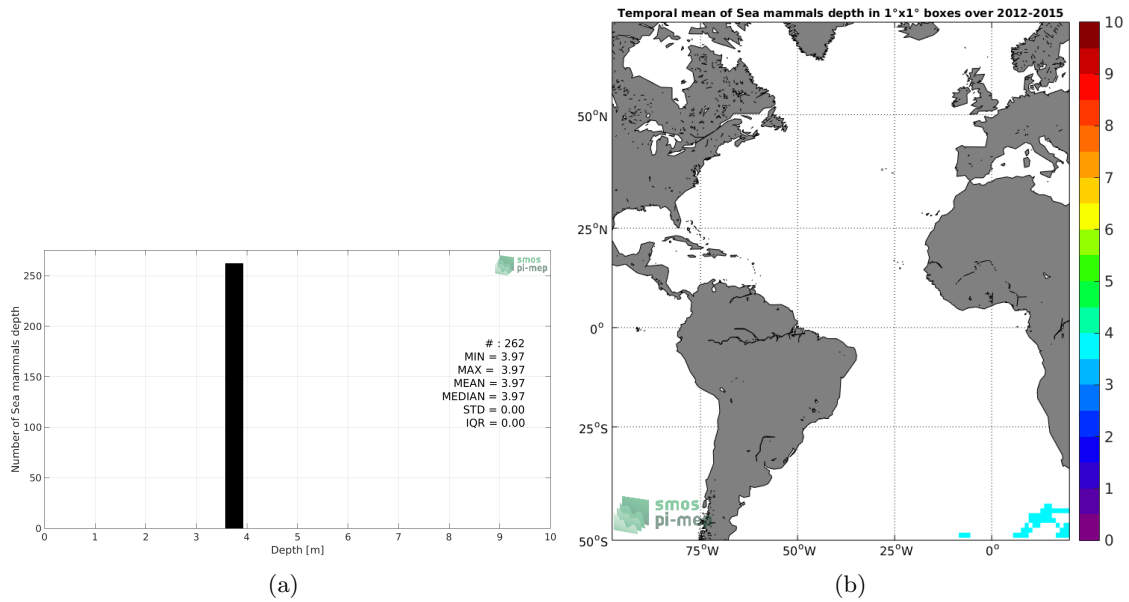 Temporal mean of Sea mammals depth in 1°x1° boxes over 2012-2015
250
200
150
100
50
0
Number of Sea mammals depth
0 1 2 3 4 5 6 7 8 9 10
Depth [m]
smos
pi-mep
# : 262
MIN = 3.97
MAX = 3.97
MEAN = 3.97
MEDIAN = 3.97
STD = 0.00
IQR = 0.00
(a)
50°N
25°N
0°
25°S
50°S
75°W 50°W 25°W 0°
smos
pi-mep
10
9
8
7
6
5
4
3
2
1
0
(b)